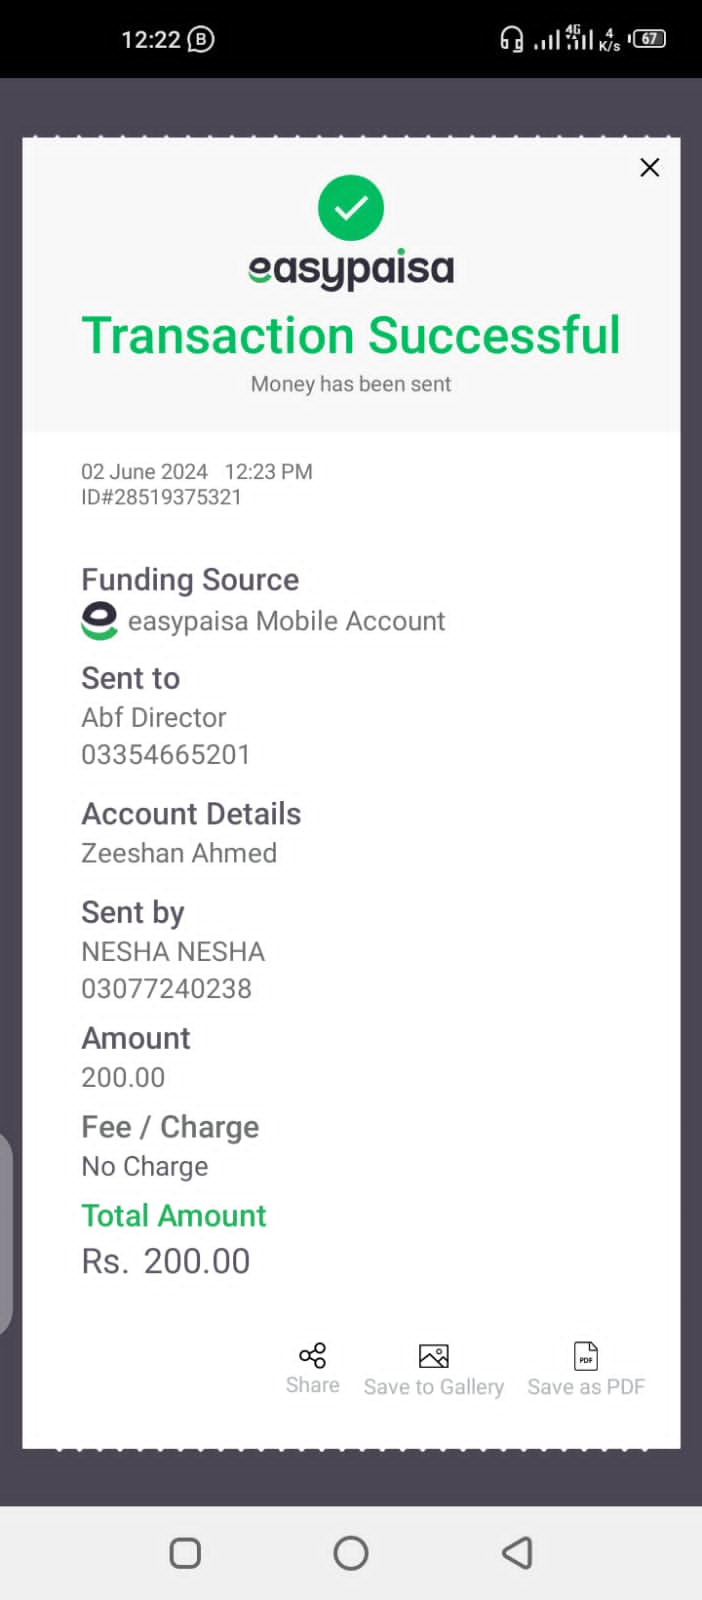 12:22 B 4G 4 K/s 67
easypaisa
Transaction Successful
Money has been sent
02 June 2024 12:23 PM
ID#28519375321
Funding Source
easypaisa Mobile Account
Sent to
Abf Director
03354665201
Account Details
Zeeshan Ahmed
Sent by
NESHA NESHA
03077240238
Amount
200.00
Fee / Charge
No Charge
Total Amount
Rs. 200.00
PDF
Share Save to Gallery Save as PDF